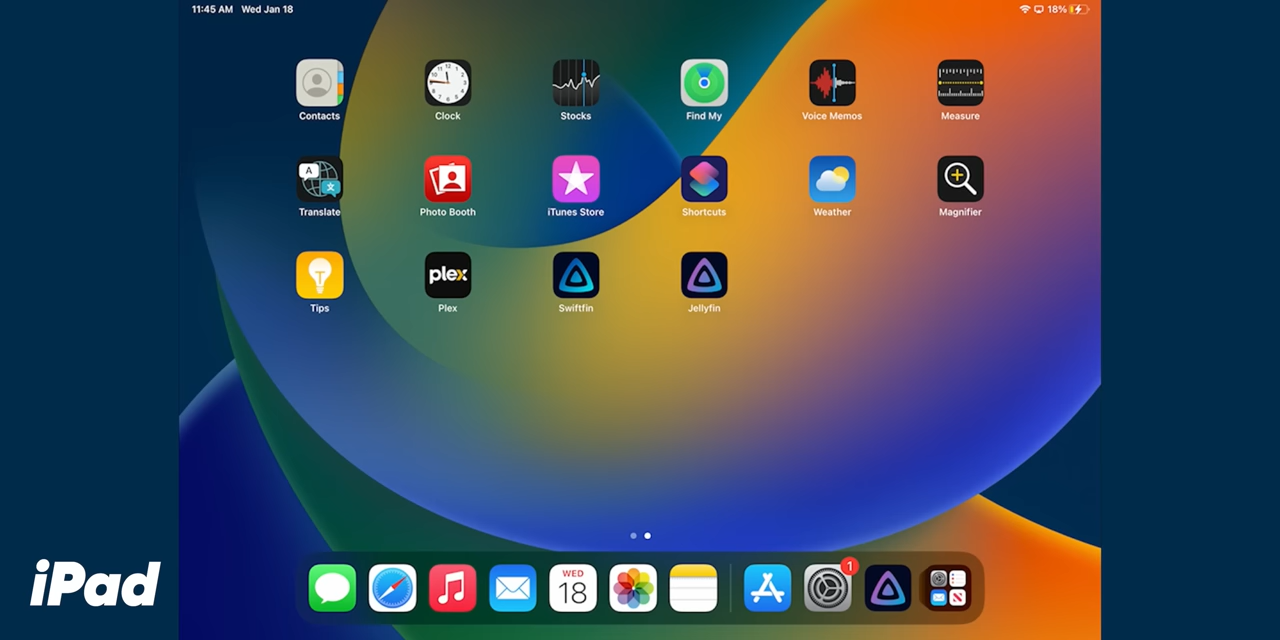 11:45 AM Wed Jan 18
18%
Contacts
Clock
Stocks
Find My
Voice Memos
Measure
Translate
Photo Booth
iTunes Store
Shortcuts
Weather
Magnifier
plex
Tips
Plex
Swiftfin
Jellyfin
1
WED
18
iPad